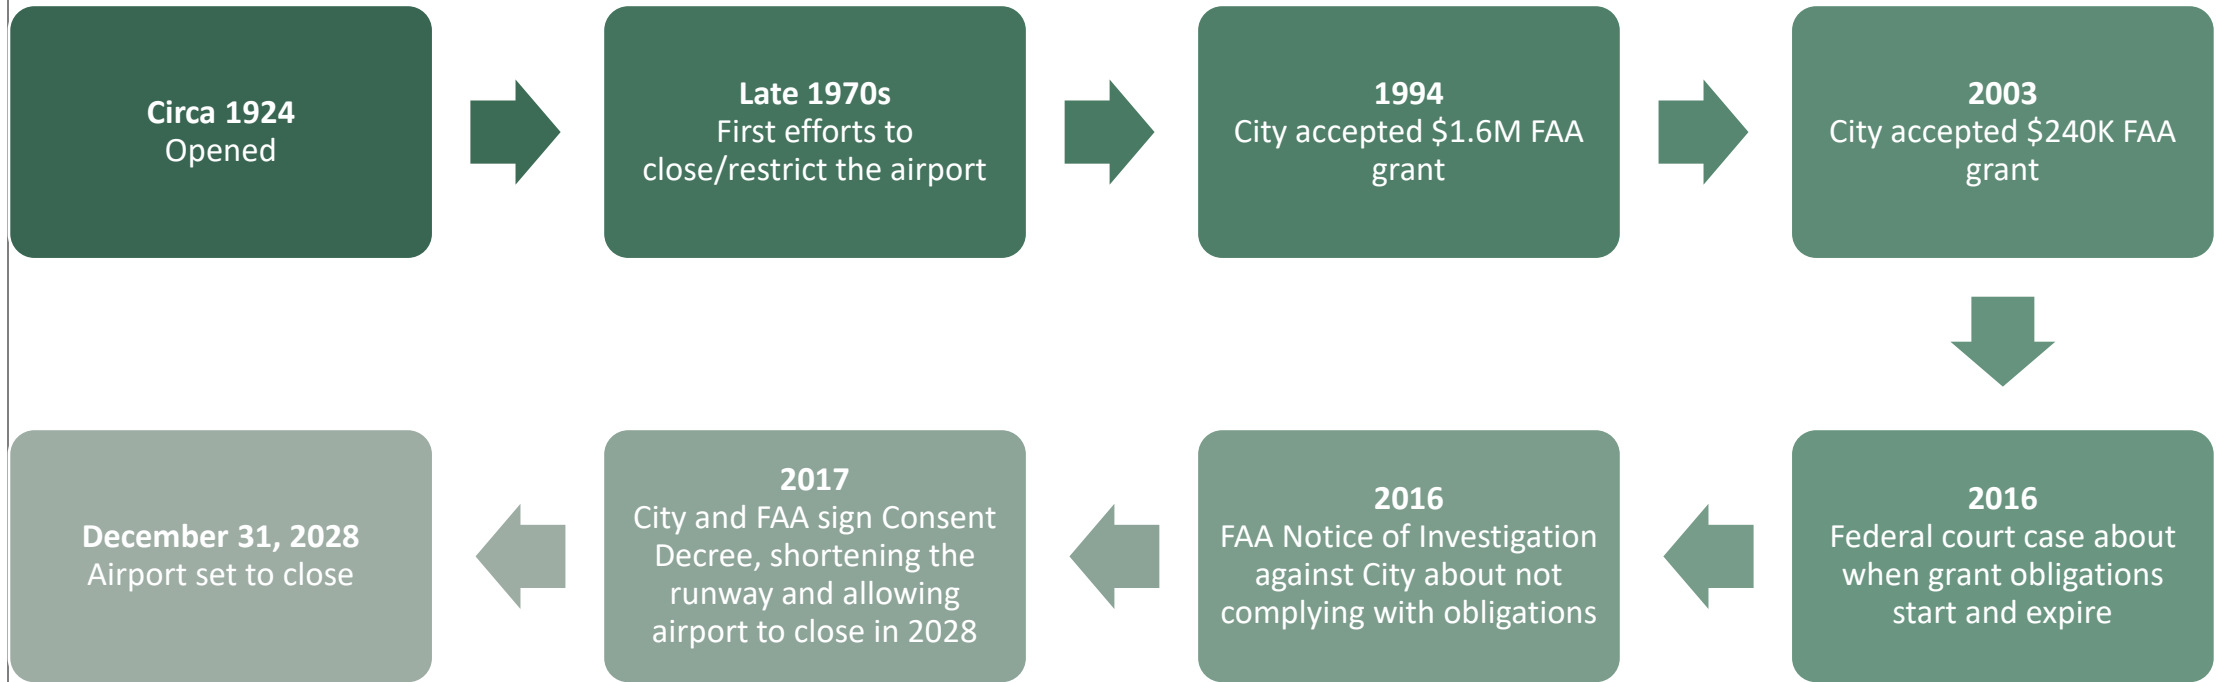 Circa 1924
Opened
Late 1970s
First efforts to
close/restrict the airport
1994
City accepted $1.6M FAA
grant
2003
City accepted $240K FAA
grant
2016
Federal court case about
when grant obligations
start and expire
2016
FAA Notice of Investigation
against City about not
complying with obligations
2017
City and FAA sign Consent
Decree, shortening the
runway and allowing
airport to close in 2028
December 31, 2028
Airport set to close